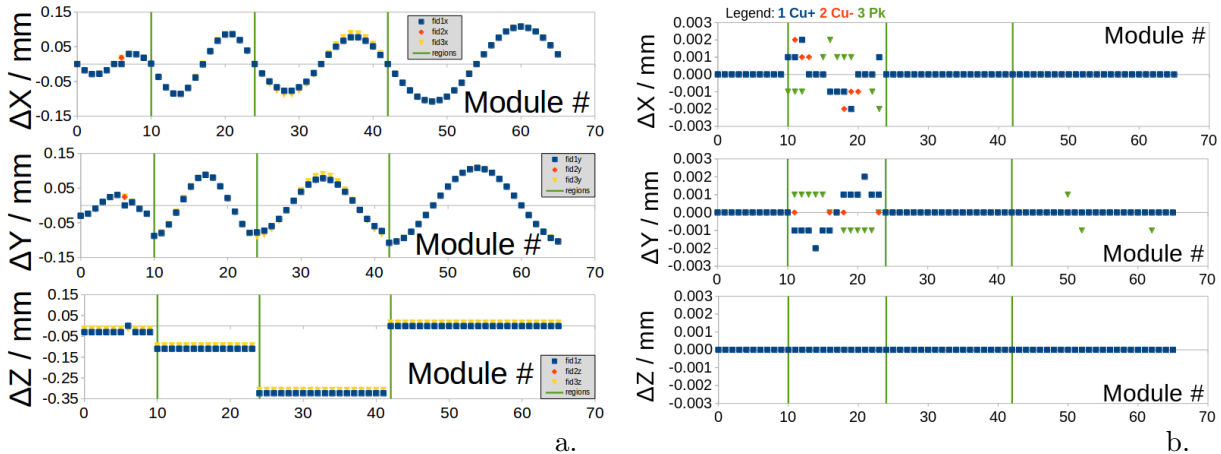 ΔX / mm
0.15
0.05
-0.05
-0.15
fid1x
fid2x
fid3x
regions
Module #
0 10 20 30 40 50 60 70
ΔY / mm
0.15
0.05
-0.05
-0.15
fid1y
fid2y
fid3y
regions
Module #
0 10 20 30 40 50 60 70
ΔZ / mm
0.15
0.05
-0.05
-0.15
-0.25
-0.35
Module #
fid1z
fid2z
fid3z
regions
0 10 20 30 40 50 60 70
a.
Legend: 1 Cu+ 2 Cu- 3 Pk
ΔX / mm
0.003
0.002
0.001
0.000
-0.001
-0.002
-0.003
Module #
0 10 20 30 40 50 60 70
ΔY / mm
0.003
0.002
0.001
0.000
-0.001
-0.002
-0.003
Module #
0 10 20 30 40 50 60 70
ΔZ / mm
0.003
0.002
0.001
0.000
-0.001
-0.002
-0.003
Module #
0 10 20 30 40 50 60 70
b.